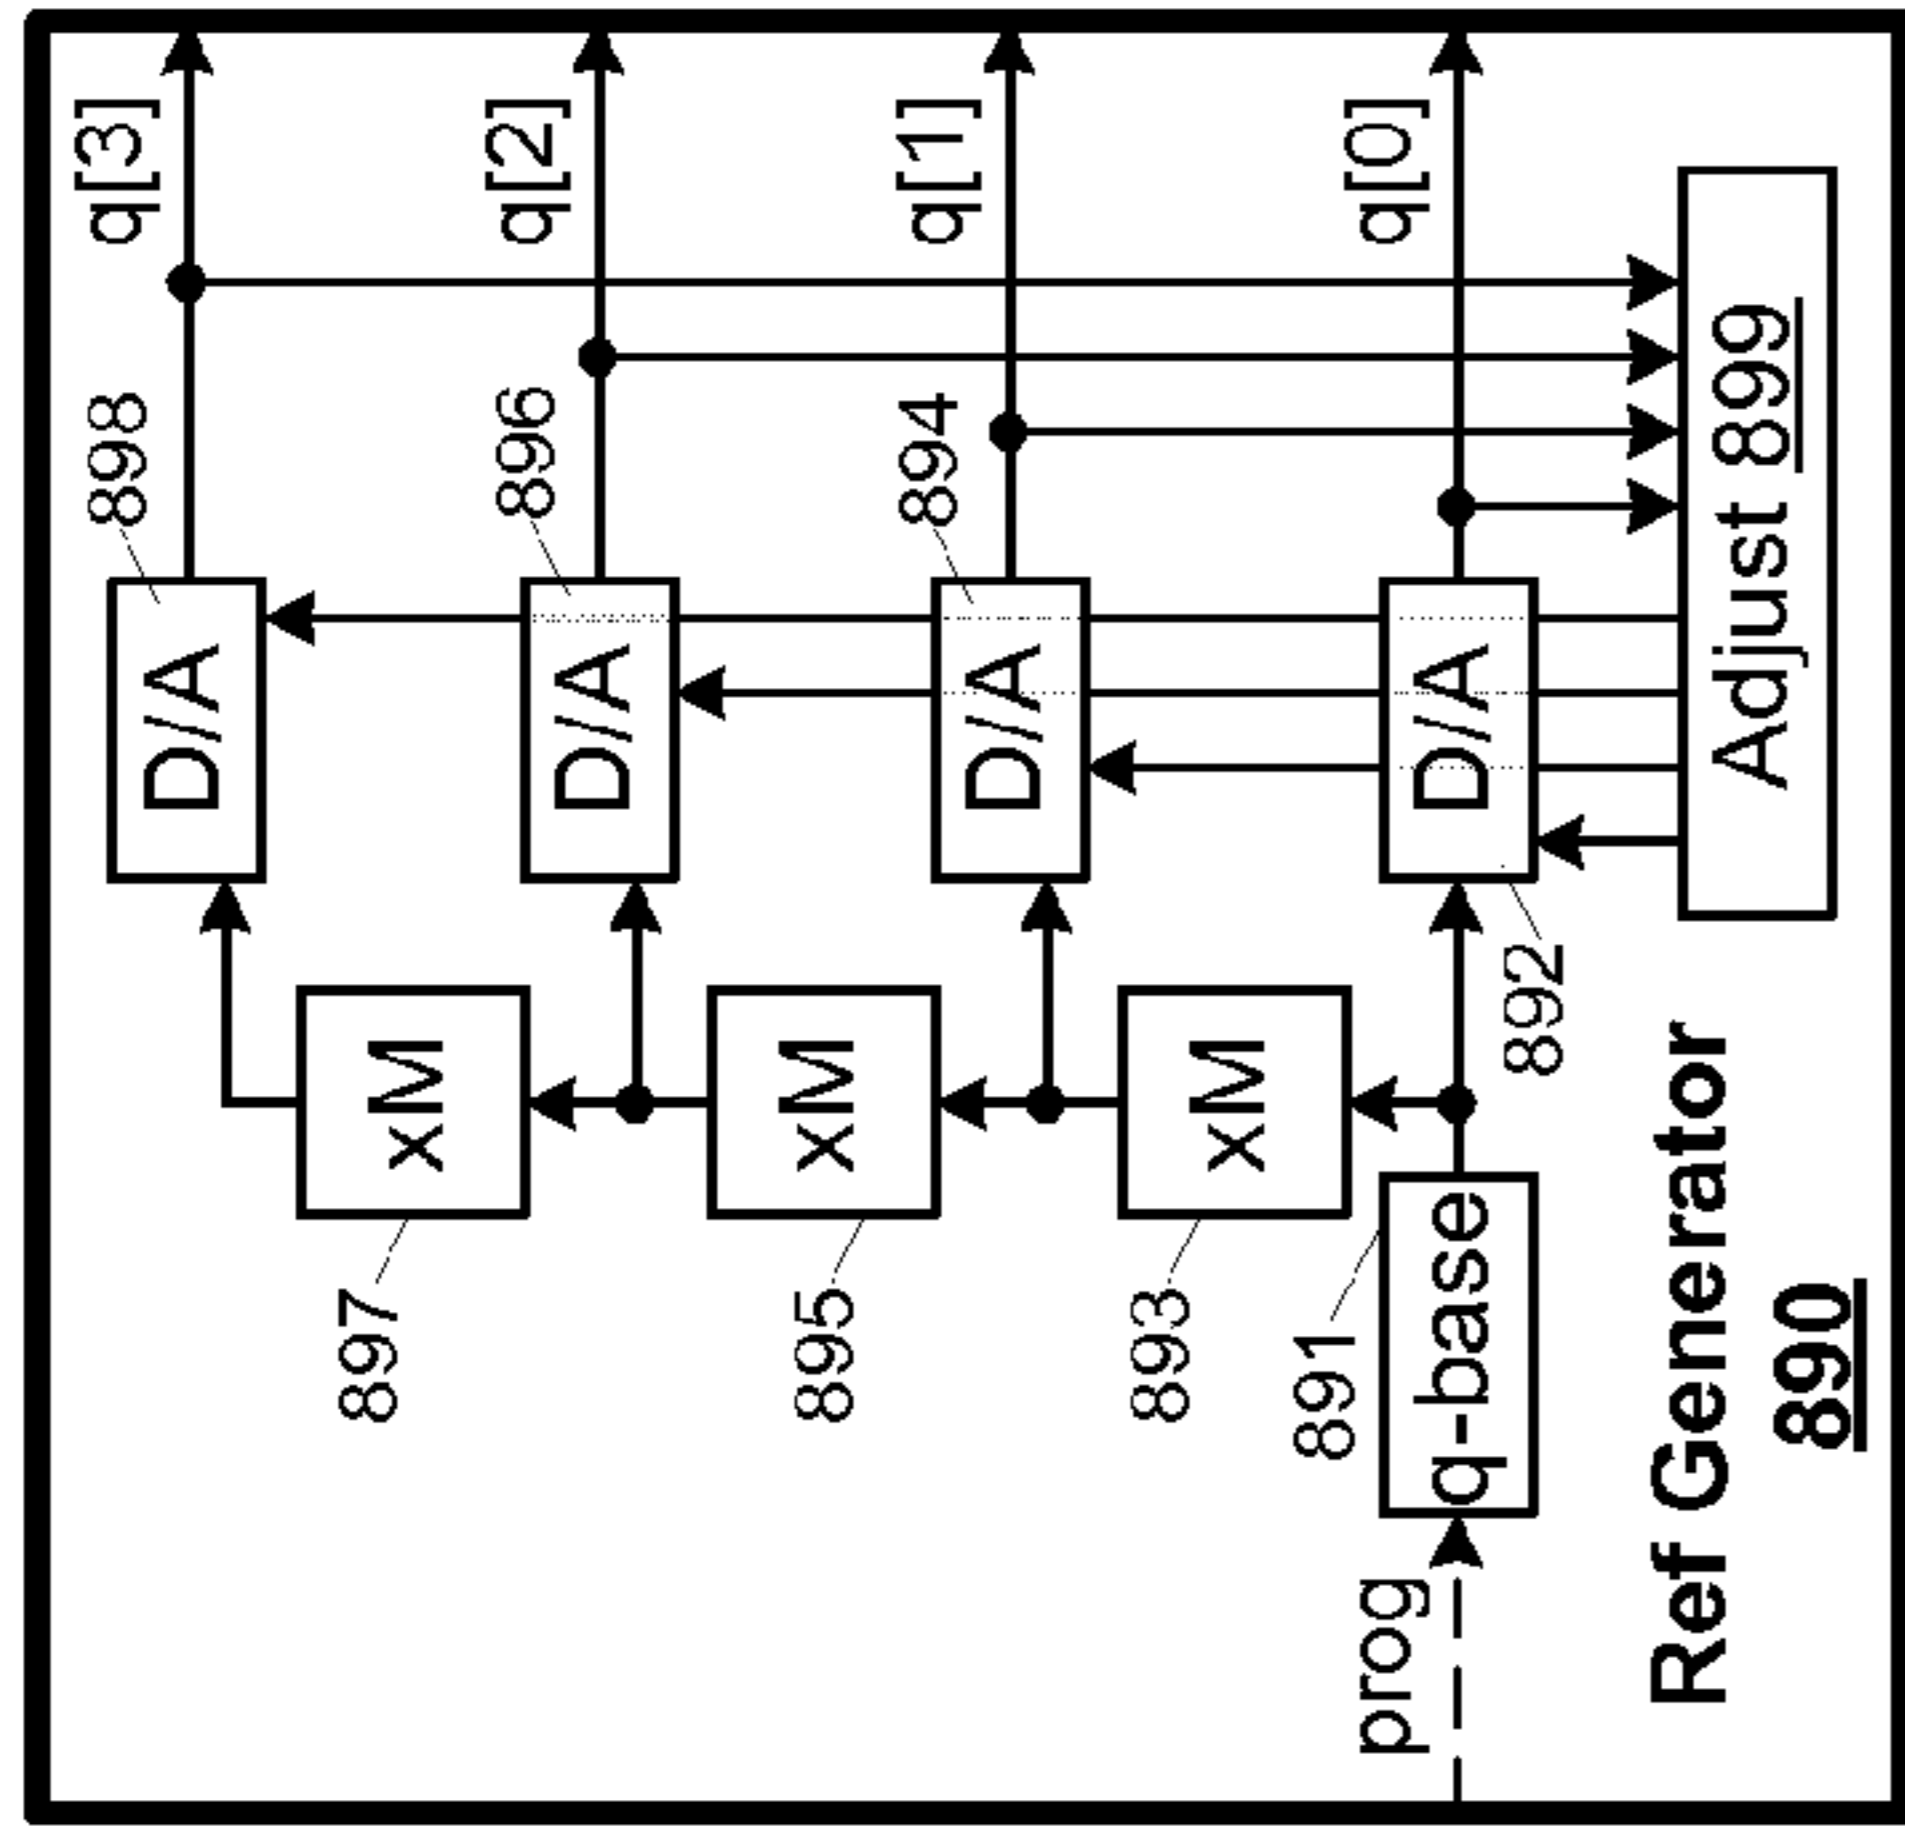 q[3]
898
D/A
xM
897
q[2]
896
D/A
xM
895
q[1]
894
D/A
xM
893
q[0]
D/A
892
891
q-base
prog
Adjust 899
Ref Generator
890